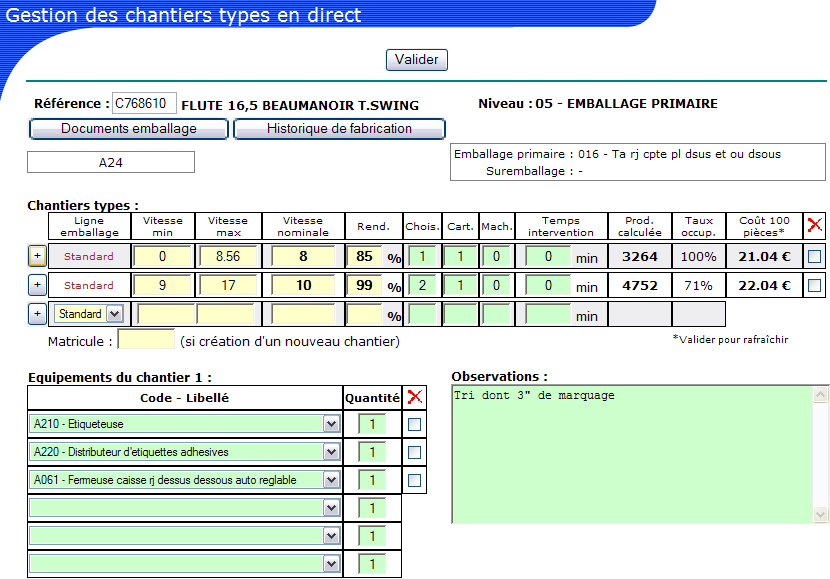 Gestion des chantiers types en direct
Valider
Référence : C768610 FLUTE 16,5 BEAUMANOIR T.SWING Niveau : 05 - EMBALLAGE PRIMAIRE
Documents emballage Historique de fabrication
A24
Emballage primaire : 016 - Ta rj cpte pl dsus et ou dsous
Suremballage : -
Chantiers types :
Ligne emballage Vitesse min Vitesse max Vitesse nominale Rend. Chois. Cart. Mach. Temps intervention Prod. calculée Taux occup. Coût 100 pièces*
+ Standard 0 8.56 8 85 % 1 1 0 0 min 3264 100% 21.04 €
+ Standard 9 17 10 99 % 2 1 0 0 min 4752 71% 22.04 €
+ Standard % min
Matricule : (si création d'un nouveau chantier) *Valider pour rafraîchir
Equipements du chantier 1 :
Code - Libellé Quantité
A210 - Etiqueteuse 1
A220 - Distributeur d'etiquettes adhesives 1
A061 - Fermeuse caisse rj dessus dessous auto reglable 1
1
1
1
Observations :
Tri dont 3" de marquage